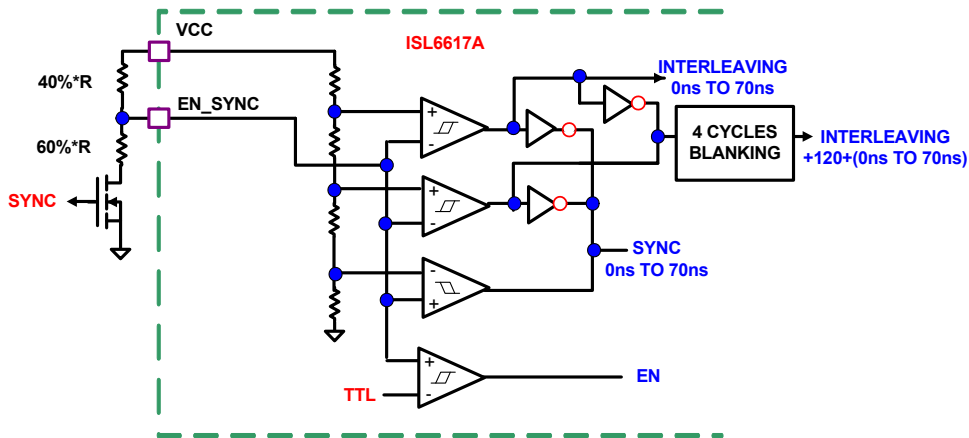 VCC
ISL6617A
40%*R
EN_SYNC
60%*R
SYNC
INTERLEAVING
0ns TO 70ns
4 CYCLES
BLANKING
INTERLEAVING
+120+(0ns TO 70ns)
+
-
+
-
SYNC
0ns TO 70ns
-
+
+
-
TTL
EN